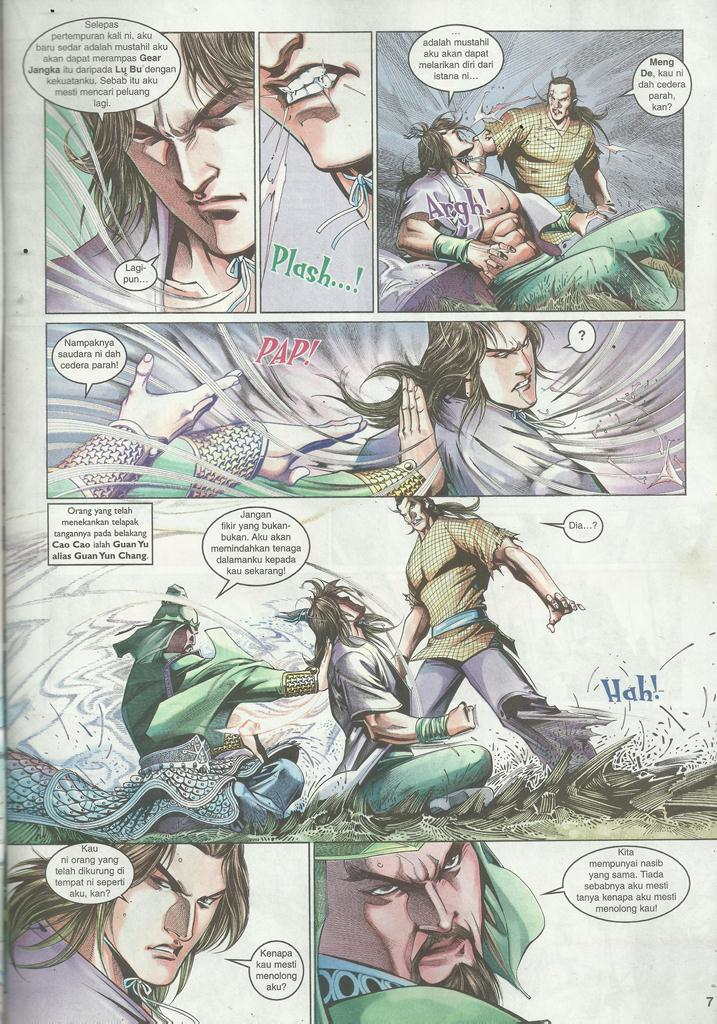 Selepas
pertempuran kali ni, aku
baru sedar adalah mustahil aku
akan dapat merampas Gear
Jangka itu daripada Lu Bu dengan
kekuatanku. Sebab itu aku
mesti mencari peluang
lagi.
Lagi-
pun...
Plash...!
adalah mustahil
aku akan dapat
melarikan diri dari
istana ni...
Meng
De, kau ni
dah cedera
parah,
kan?
Argh!
Nampaknya
saudara ni dah
cedera parah!
PAP!
?
Orang yang telah
menekankan telapak
tangannya pada belakang
Cao Cao ialah Guan Yu
alias Guan Yun Chang.
Jangan
fikir yang bukan-
bukan. Aku akan
memindahkan tenaga
dalamanku kepada
kau sekarang!
Dia...?
Hah!
Kau
ni orang yang
telah dikurung di
tempat ni seperti
aku, kan?
Kenapa
kau mesti
menolong
aku?
Kita
mempunyai nasib
yang sama. Tiada
sebabnya aku mesti
tanya kenapa aku mesti
menolong kau!
7